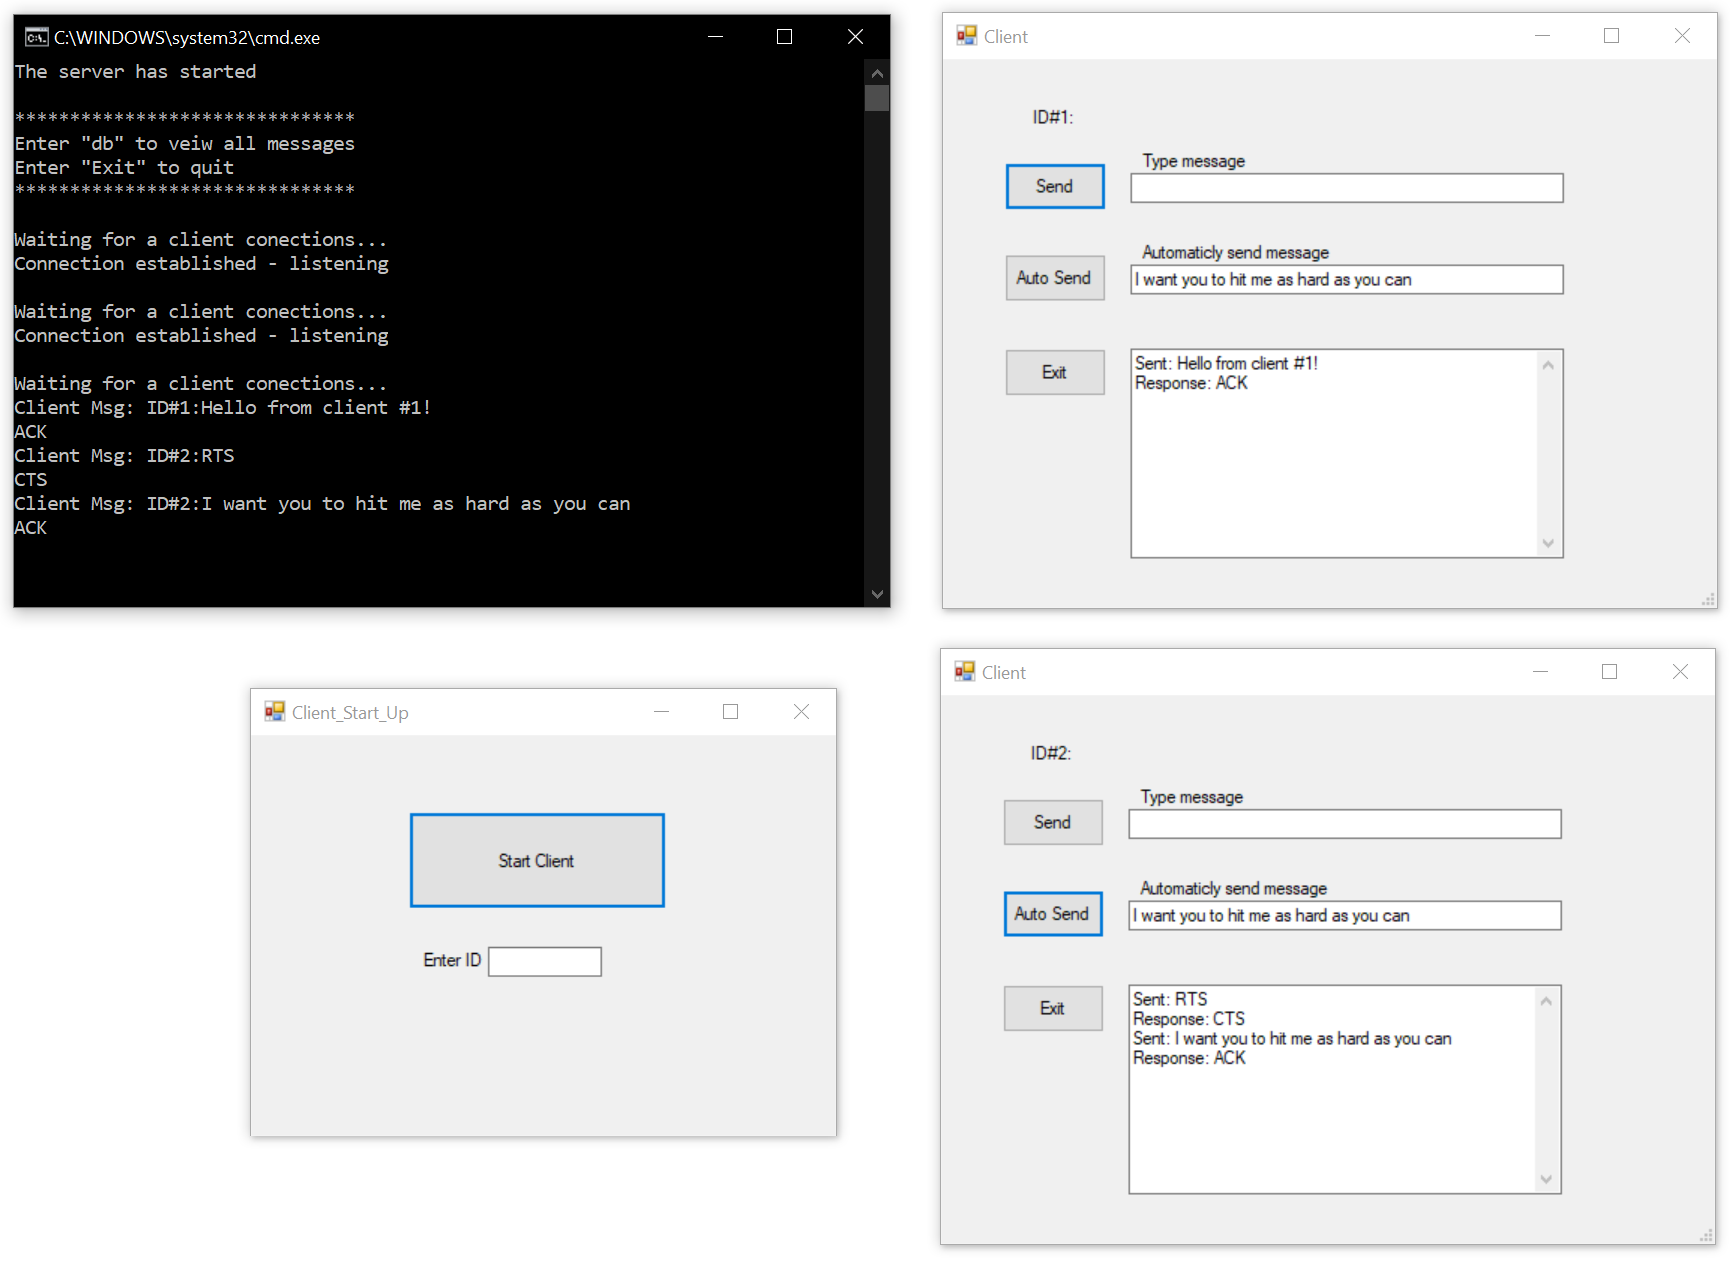 C:\WINDOWS\system32\cmd.exe
The server has started
*******************************
Enter "db" to veiw all messages
Enter "Exit" to quit
*******************************
Waiting for a client conections...
Connection established - listening
Waiting for a client conections...
Connection established - listening
Waiting for a client conections...
Client Msg: ID#1:Hello from client #1!
ACK
Client Msg: ID#2:RTS
CTS
Client Msg: ID#2:I want you to hit me as hard as you can
ACK
Client
ID#1:
Type message
Send
Automaticly send message
Auto Send
I want you to hit me as hard as you can
Exit
Sent: Hello from client #1!
Response: ACK
Client_Start_Up
Start Client
Enter ID
Client
ID#2:
Type message
Send
Automaticly send message
Auto Send
I want you to hit me as hard as you can
Exit
Sent: RTS
Response: CTS
Sent: I want you to hit me as hard as you can
Response: ACK